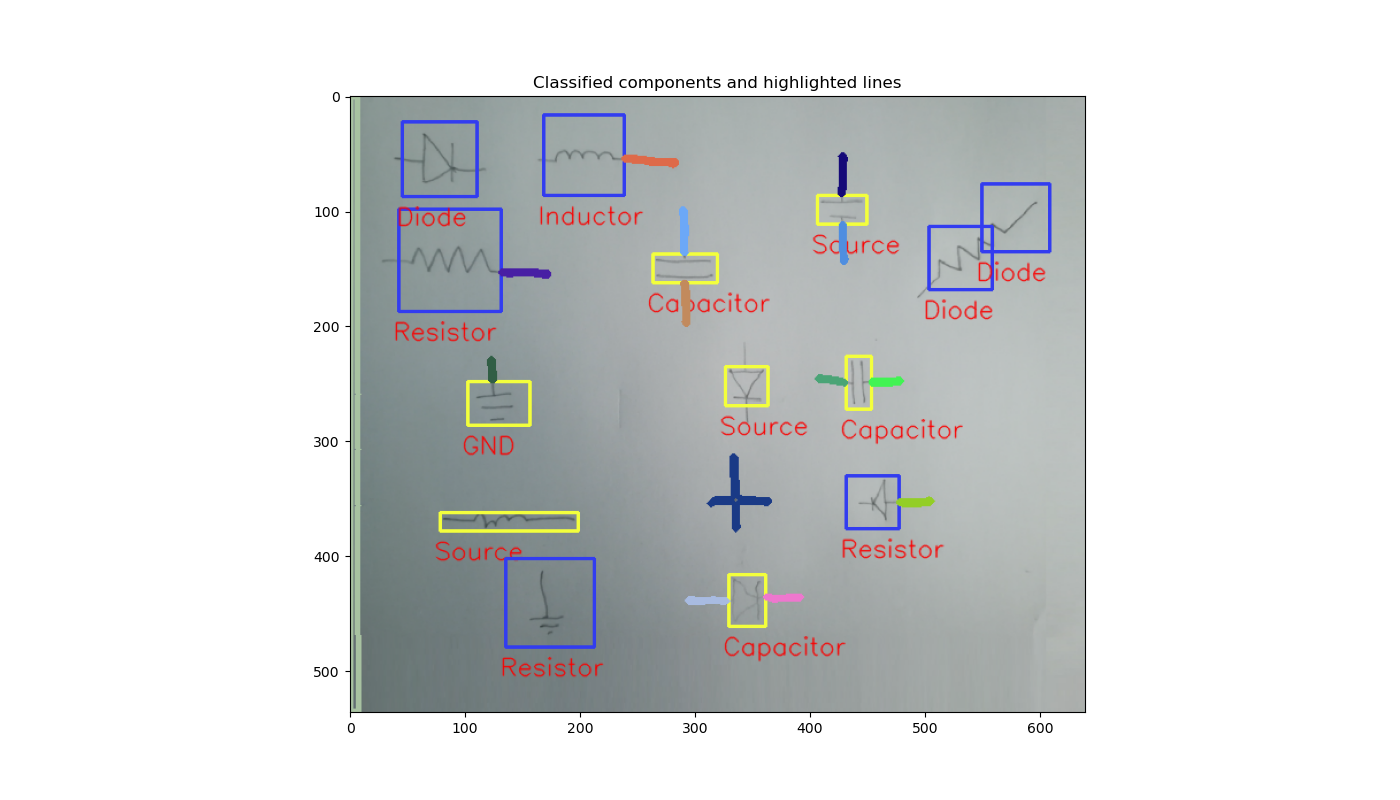 Classified components and highlighted lines
0
Diode
Inductor
100
Source
Diode
Capacitor
Diode
Resistor
200
Source
Capacitor
GND
300
Source
Resistor
400
Capacitor
Resistor
500
0
100
200
300
400
500
600